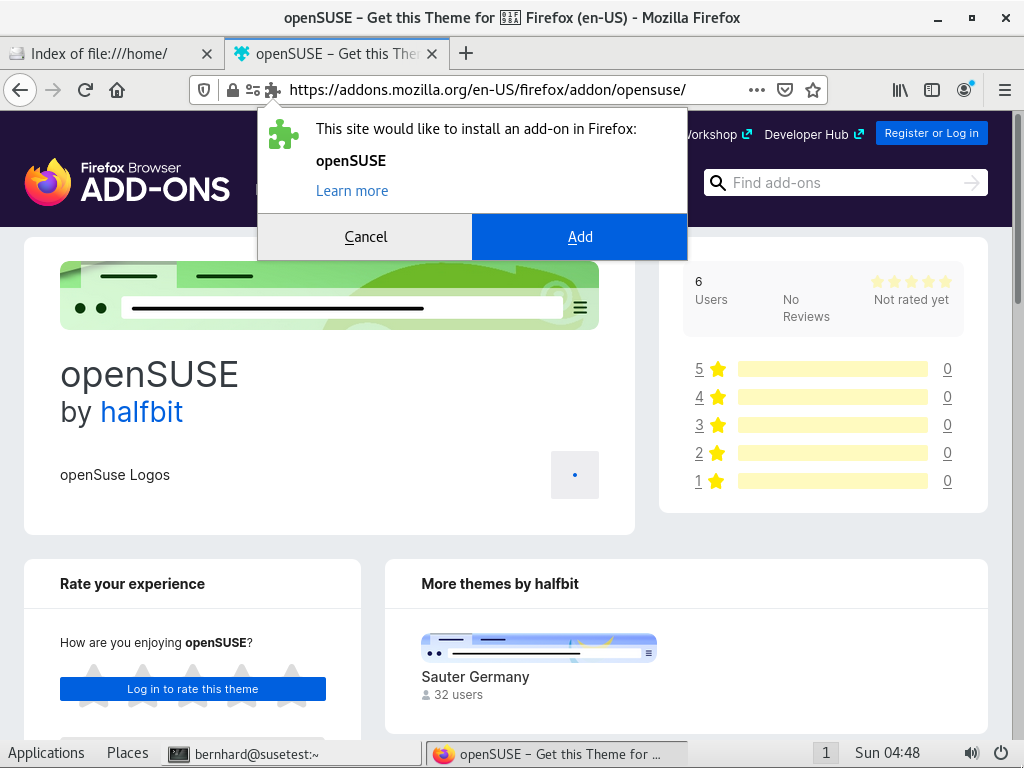 openSUSE – Get this Theme for 🦊 Firefox (en-US) - Mozilla Firefox
Index of file:///home/
openSUSE – Get this The
https://addons.mozilla.org/en-US/firefox/addon/opensuse/
This site would like to install an add-on in Firefox:
openSUSE
Learn more
Cancel
Add
Workshop
Developer Hub
Register or Log in
Firefox Browser
ADD-ONS
Find add-ons
openSUSE
by halfbit
openSuse Logos
6
Users
No
Reviews
Not rated yet
5 0
4 0
3 0
2 0
1 0
Rate your experience
How are you enjoying openSUSE?
Log in to rate this theme
More themes by halfbit
Sauter Germany
32 users
Applications
Places
bernhard@susetest:~
openSUSE – Get this Theme for ...
1
Sun 04:48